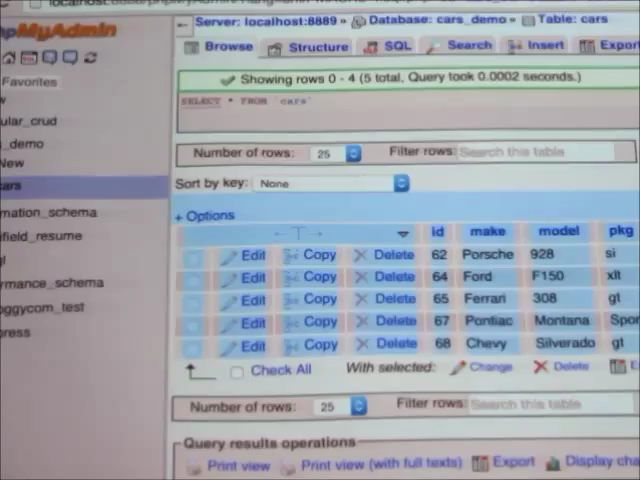 MyAdmin
Server: localhost:8889 » Database: cars_demo » Table: cars
Browse Structure SQL Search Insert Export
Favorites
Showing rows 0 - 4 (5 total, Query took 0.0002 seconds.)
SELECT * FROM `cars`
ular_crud
_demo
New
cars
mation_schema
ifield_resume
rmance_schema
oggycom_test
press
Number of rows: 25 Filter rows: Search this table
Sort by key: None
+ Options
←T→ id make model pkg
Edit Copy Delete 62 Porsche 928 si
Edit Copy Delete 64 Ford F150 xlt
Edit Copy Delete 65 Ferrari 308 gt
Edit Copy Delete 67 Pontiac Montana Spor
Edit Copy Delete 68 Chevy Silverado gt
Check All With selected: Change Delete E
Number of rows: 25 Filter rows: Search this table
Query results operations
Print view Print view (with full texts) Export Display cha